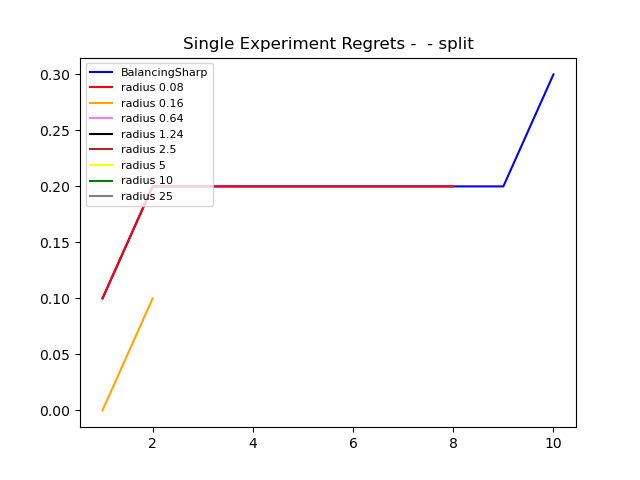 Single Experiment Regrets -  - split
0.30
0.25
0.20
0.15
0.10
0.05
0.00
BalancingSharp
radius 0.08
radius 0.16
radius 0.64
radius 1.24
radius 2.5
radius 5
radius 10
radius 25
2 4 6 8 10